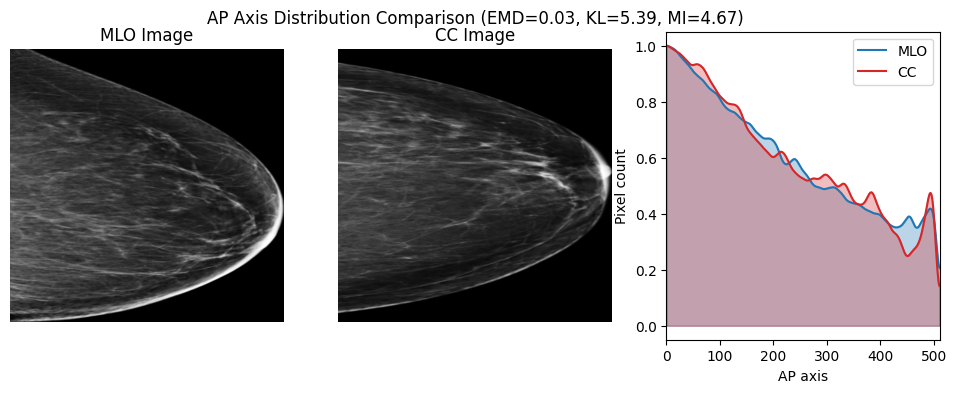 AP Axis Distribution Comparison (EMD=0.03, KL=5.39, MI=4.67)
MLO Image
CC Image
MLO
CC
Pixel count
1.0
0.8
0.6
0.4
0.2
0.0
0 100 200 300 400 500
AP axis